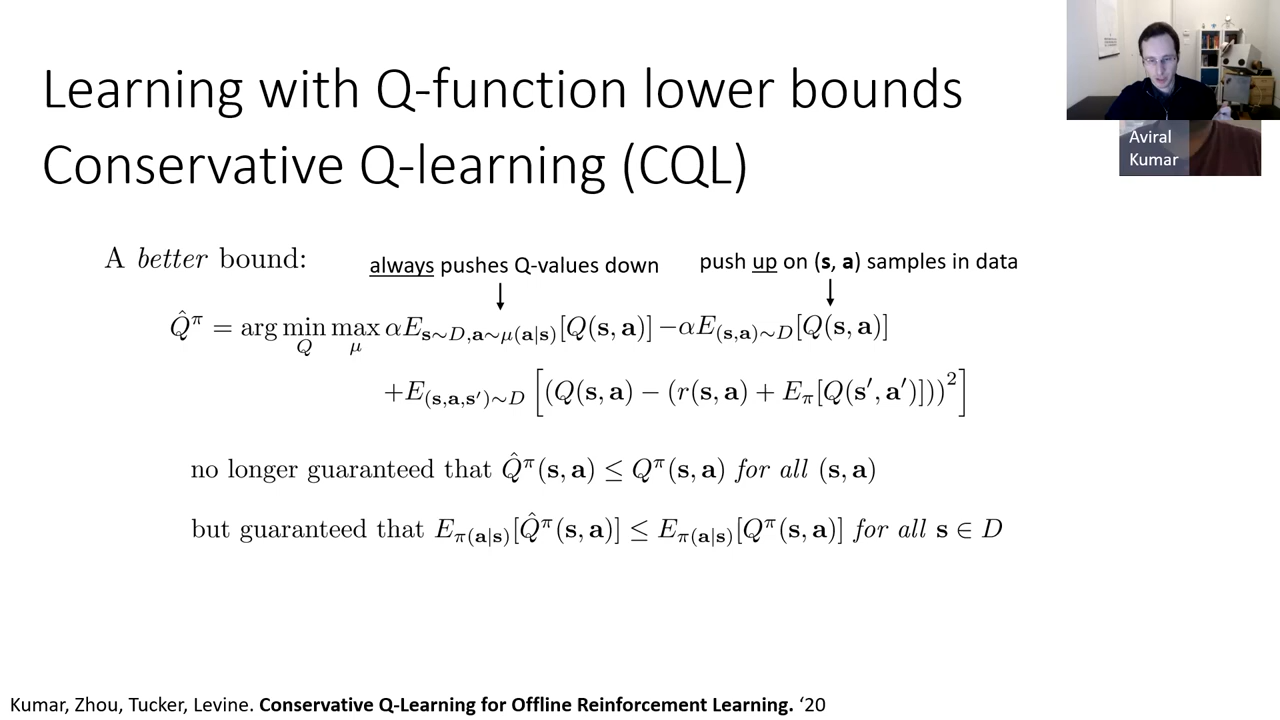 Learning with Q-function lower bounds
Conservative Q-learning (CQL)
Aviral
Kumar
A better bound:
always pushes Q-values down
push up on (s, a) samples in data
Q̂^π = arg min_Q max_μ αE_{s∼D,a∼μ(a|s)}[Q(s, a)] −αE_{(s,a)∼D}[Q(s, a)]
+E_{(s,a,s′)∼D} [(Q(s, a) − (r(s, a) + E_π[Q(s′, a′)]))²]
no longer guaranteed that Q̂^π(s, a) ≤ Q^π(s, a) for all (s, a)
but guaranteed that E_{π(a|s)}[Q̂^π(s, a)] ≤ E_{π(a|s)}[Q^π(s, a)] for all s ∈ D
Kumar, Zhou, Tucker, Levine. Conservative Q-Learning for Offline Reinforcement Learning. ‘20